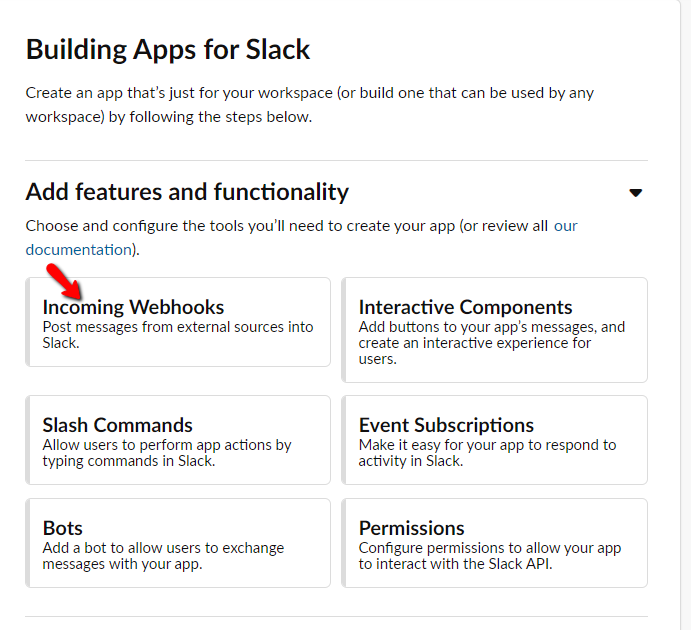 Building Apps for Slack
Create an app that’s just for your workspace (or build one that can be used by any
workspace) by following the steps below.
Add features and functionality
Choose and configure the tools you’ll need to create your app (or review all our
documentation).
Incoming Webhooks
Post messages from external sources into
Slack.
Interactive Components
Add buttons to your app’s messages, and
create an interactive experience for
users.
Slash Commands
Allow users to perform app actions by
typing commands in Slack.
Event Subscriptions
Make it easy for your app to respond to
activity in Slack.
Bots
Add a bot to allow users to exchange
messages with your app.
Permissions
Configure permissions to allow your app
to interact with the Slack API.